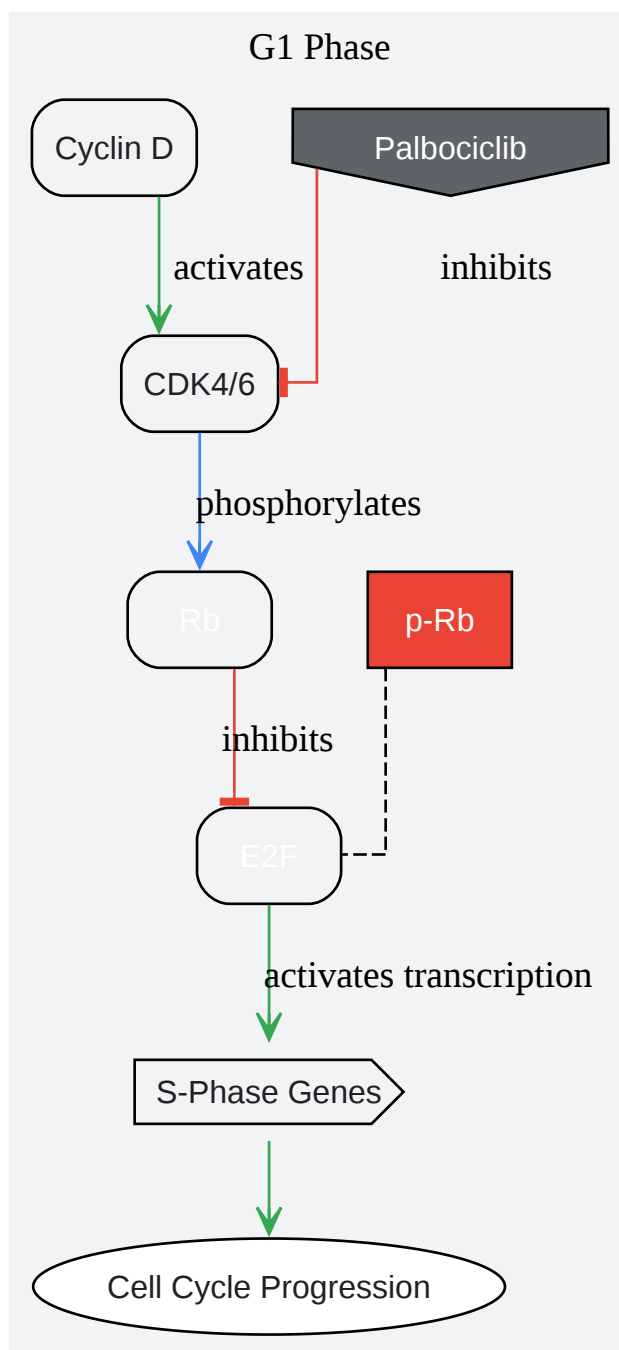 G1 Phase
Cyclin D
Palbociclib
activates
inhibits
CDK4/6
phosphorylates
Rb
p-Rb
inhibits
E2F
activates transcription
S-Phase Genes
Cell Cycle Progression